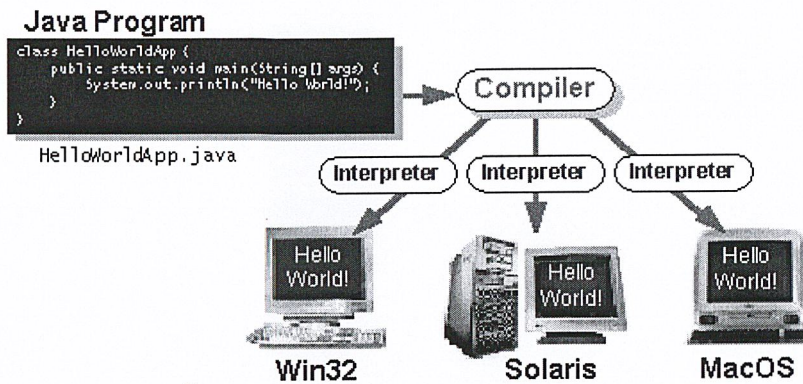 Java Program
class HelloWorldApp {
public static void main(String[] args) {
System.out.println("Hello World!");
}
}
HelloWorldApp.java
Compiler
Interpreter
Interpreter
Interpreter
Hello
World!
Hello
World!
Hello
World!
Win32
Solaris
MacOS